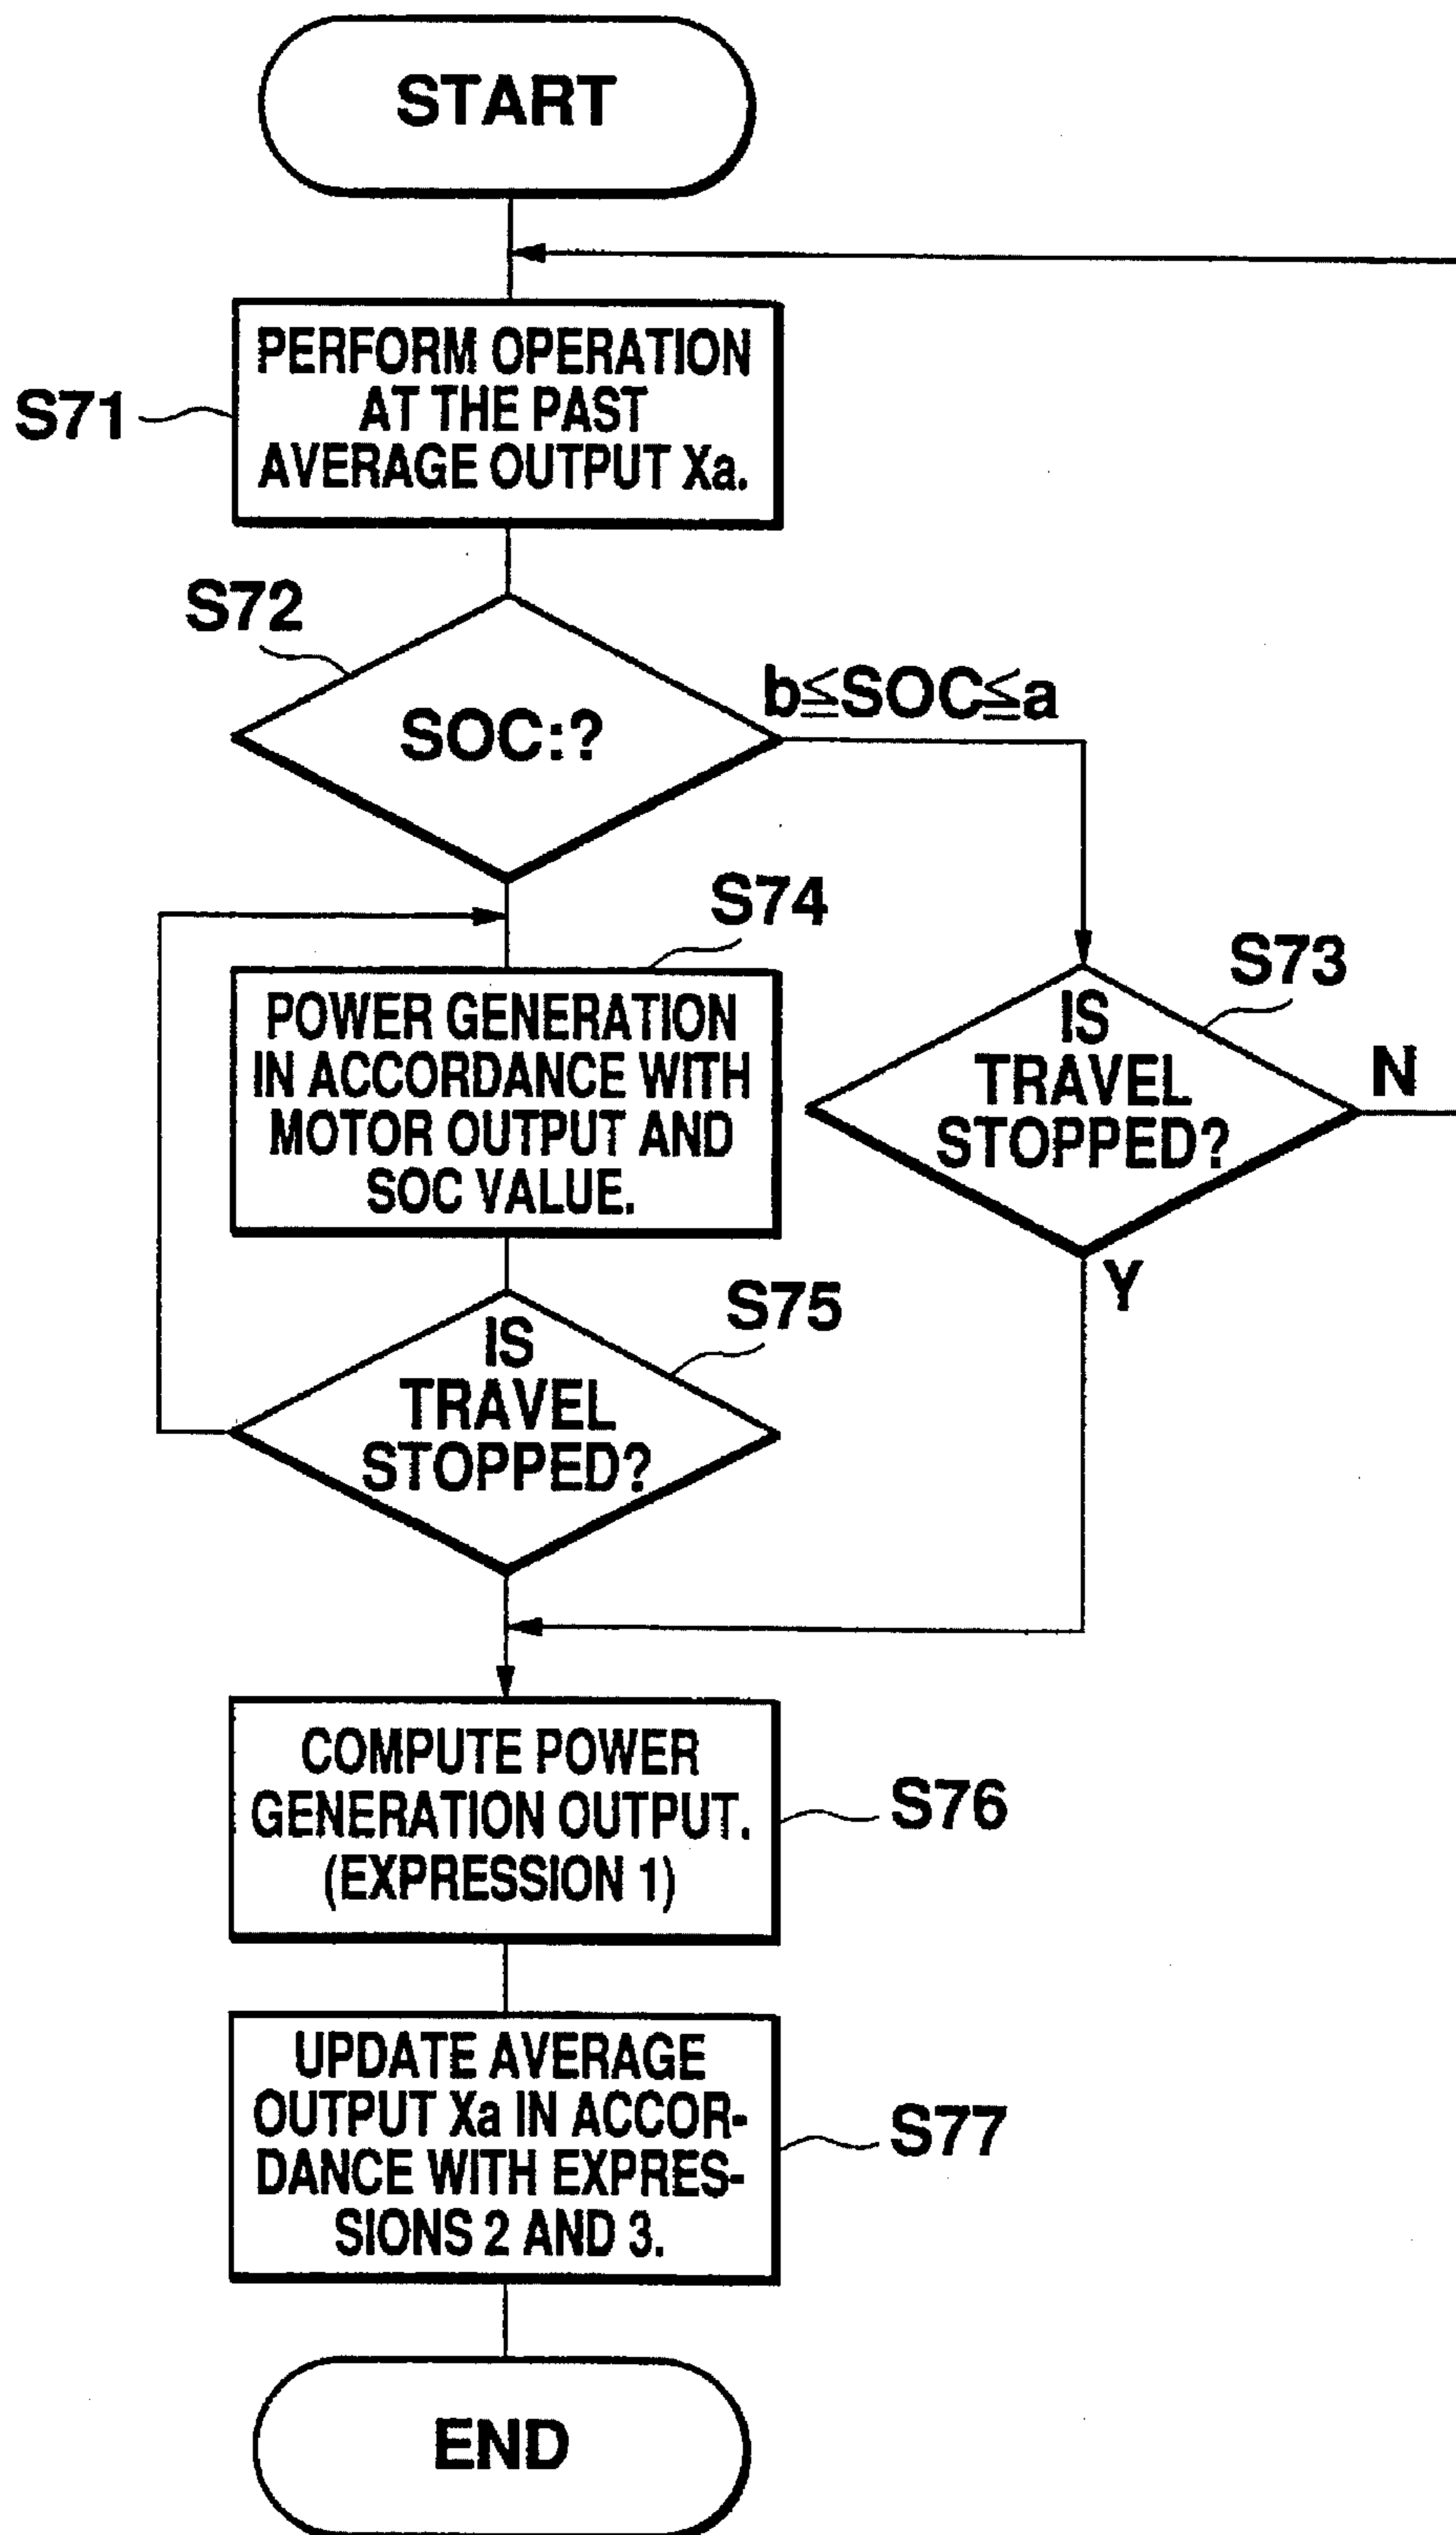 START
PERFORM OPERATION
AT THE PAST
AVERAGE OUTPUT Xa.
S71
S72
SOC:?
b≦SOC≦a
S74
POWER GENERATION
IN ACCORDANCE WITH
MOTOR OUTPUT AND
SOC VALUE.
S73
IS
TRAVEL
STOPPED?
N
Y
S75
IS
TRAVEL
STOPPED?
COMPUTE POWER
GENERATION OUTPUT.
(EXPRESSION 1)
S76
UPDATE AVERAGE
OUTPUT Xa IN ACCOR-
DANCE WITH EXPRES-
SIONS 2 AND 3.
S77
END